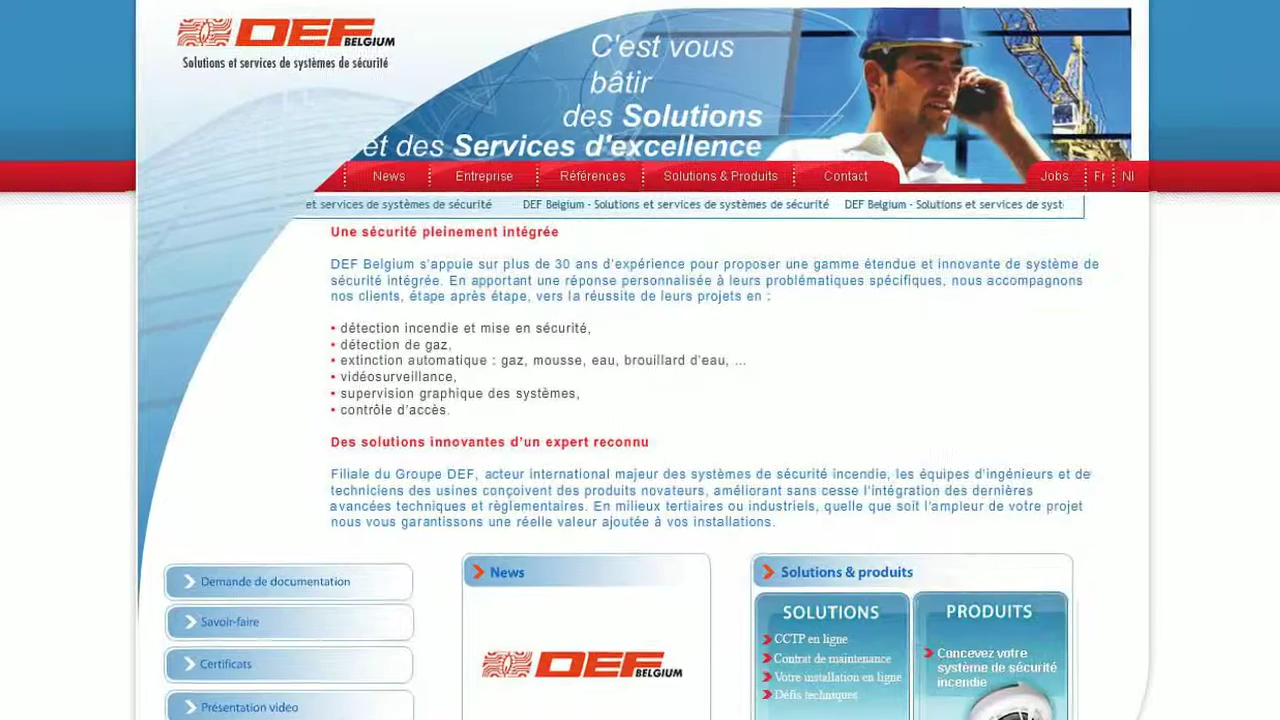 DEF BELGIUM
Solutions et services de systèmes de sécurité
C'est vous
bâtir
des Solutions
et des Services d'excellence
News Entreprise Références Solutions & Produits Contact Jobs Fr Nl
et services de systèmes de sécurité DEF Belgium - Solutions et services de systèmes de sécurité DEF Belgium - Solutions et services de syst
Une sécurité pleinement intégrée
DEF Belgium s'appuie sur plus de 30 ans d'expérience pour proposer une gamme étendue et innovante de système de
sécurité intégrée. En apportant une réponse personnalisée à leurs problématiques spécifiques, nous accompagnons
nos clients, étape après étape, vers la réussite de leurs projets en :
• détection incendie et mise en sécurité,
• détection de gaz,
• extinction automatique : gaz, mousse, eau, brouillard d'eau, ...
• vidéosurveillance,
• supervision graphique des systèmes,
• contrôle d'accès.
Des solutions innovantes d'un expert reconnu
Filiale du Groupe DEF, acteur international majeur des systèmes de sécurité incendie, les équipes d'ingénieurs et de
techniciens des usines conçoivent des produits novateurs, améliorant sans cesse l'intégration des dernières
avancées techniques et règlementaires. En milieux tertiaires ou industriels, quelle que soit l'ampleur de votre projet
nous vous garantissons une réelle valeur ajoutée à vos installations.
Demande de documentation
Savoir-faire
Certificats
Présentation video
News
DEF BELGIUM
Solutions & produits
SOLUTIONS
CCTP en ligne
Contrat de maintenance
Votre installation en ligne
Défis techniques
PRODUITS
Concevez votre
système de sécurité
incendie